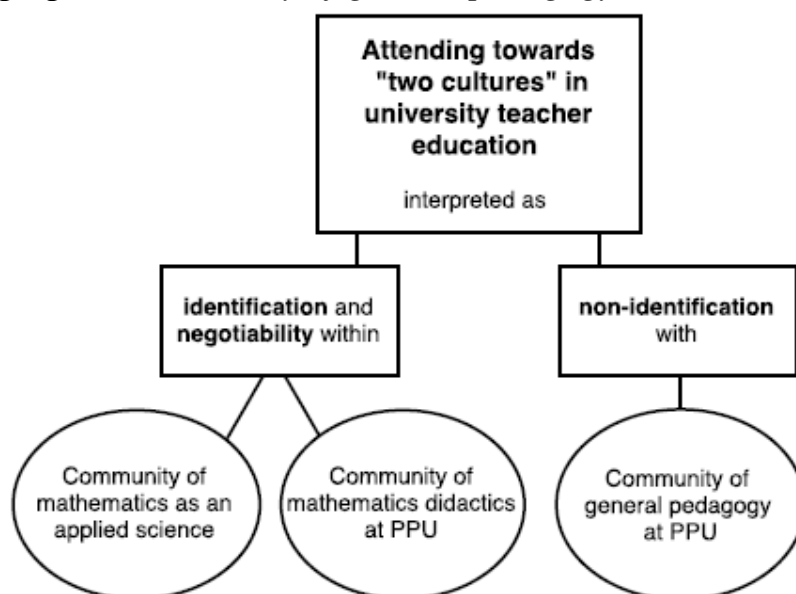 Attending towards
"two cultures" in
university teacher
education
interpreted as
identification and
negotiability within
non-identification
with
Community of
mathematics as an
applied science
Community of
mathematics didactics
at PPU
Community of
general pedagogy
at PPU